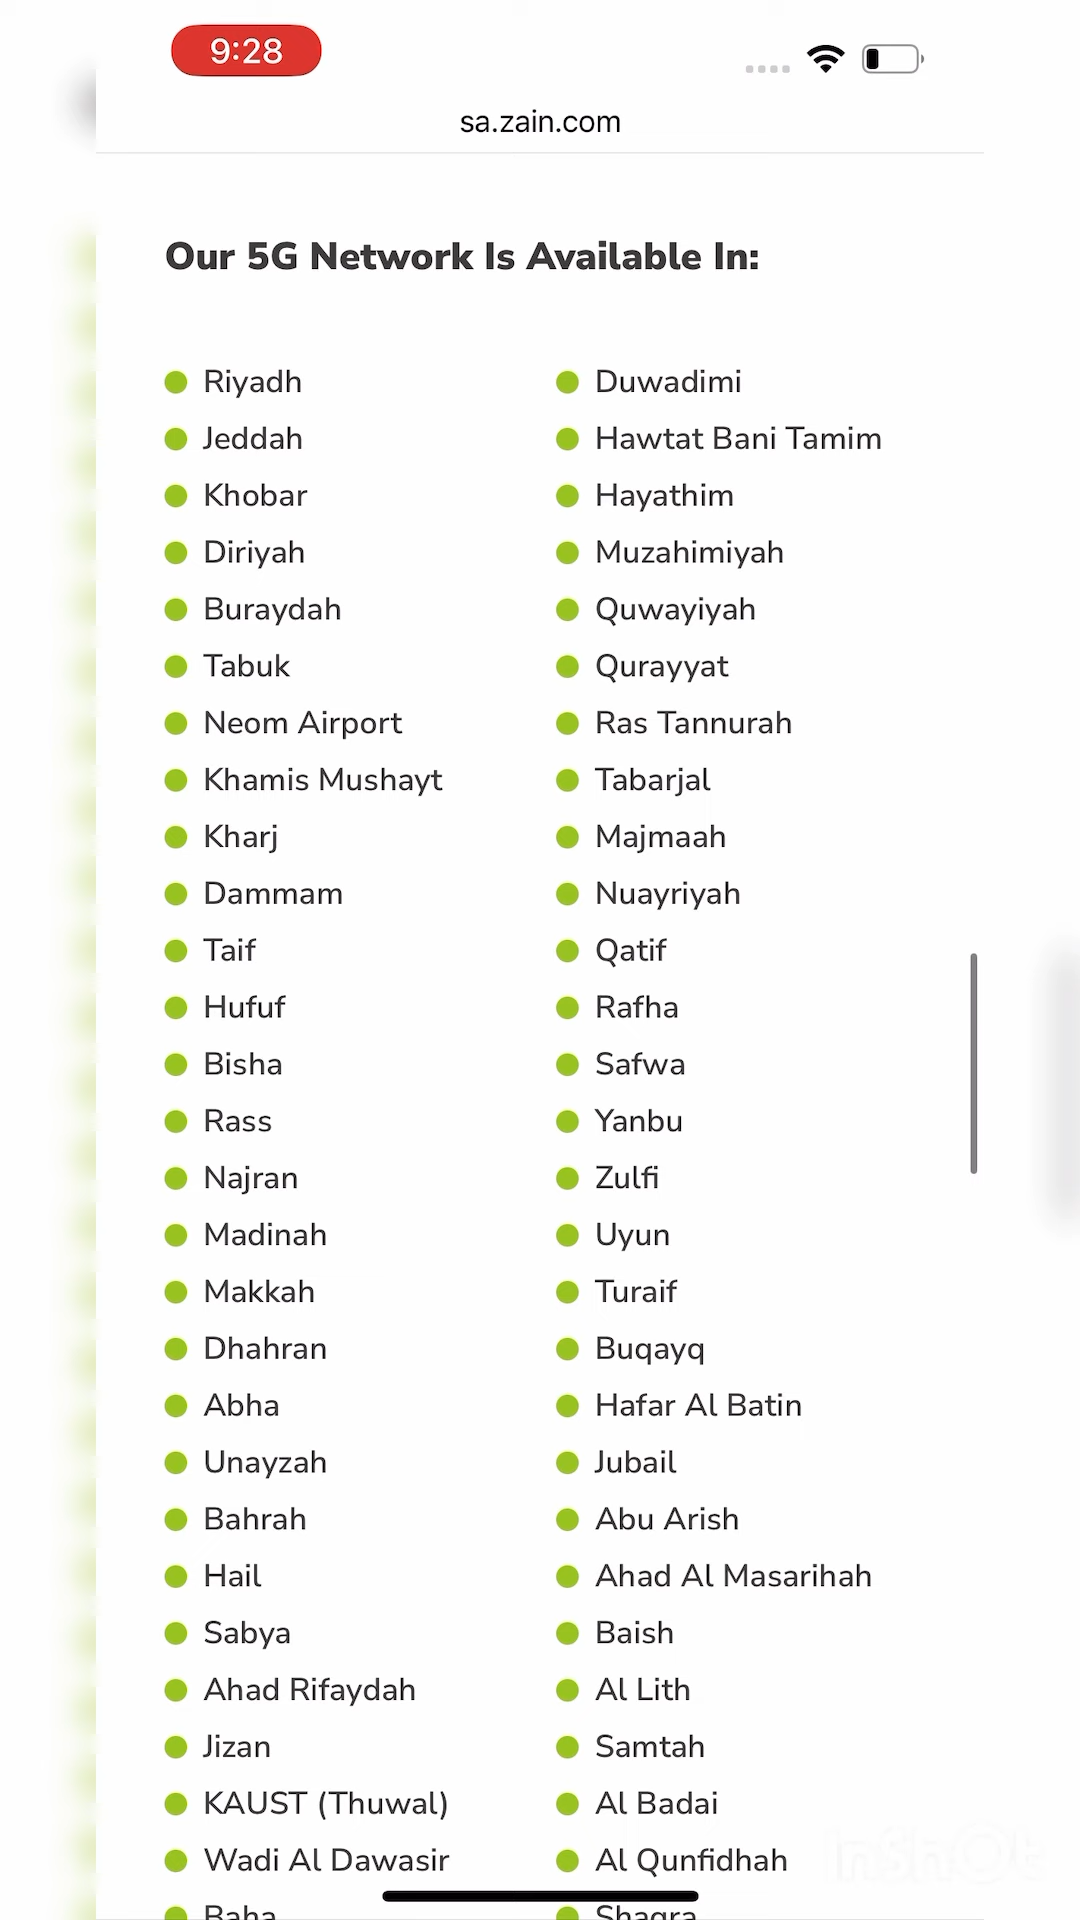 9:28
sa.zain.com
Our 5G Network Is Available In:
Riyadh
Jeddah
Khobar
Diriyah
Buraydah
Tabuk
Neom Airport
Khamis Mushayt
Kharj
Dammam
Taif
Hufuf
Bisha
Rass
Najran
Madinah
Makkah
Dhahran
Abha
Unayzah
Bahrah
Hail
Sabya
Ahad Rifaydah
Jizan
KAUST (Thuwal)
Wadi Al Dawasir
Baha
Duwadimi
Hawtat Bani Tamim
Hayathim
Muzahimiyah
Quwayiyah
Qurayyat
Ras Tannurah
Tabarjal
Majmaah
Nuayriyah
Qatif
Rafha
Safwa
Yanbu
Zulfi
Uyun
Turaif
Buqayq
Hafar Al Batin
Jubail
Abu Arish
Ahad Al Masarihah
Baish
Al Lith
Samtah
Al Badai
Al Qunfidhah
Shaqra
InShOt